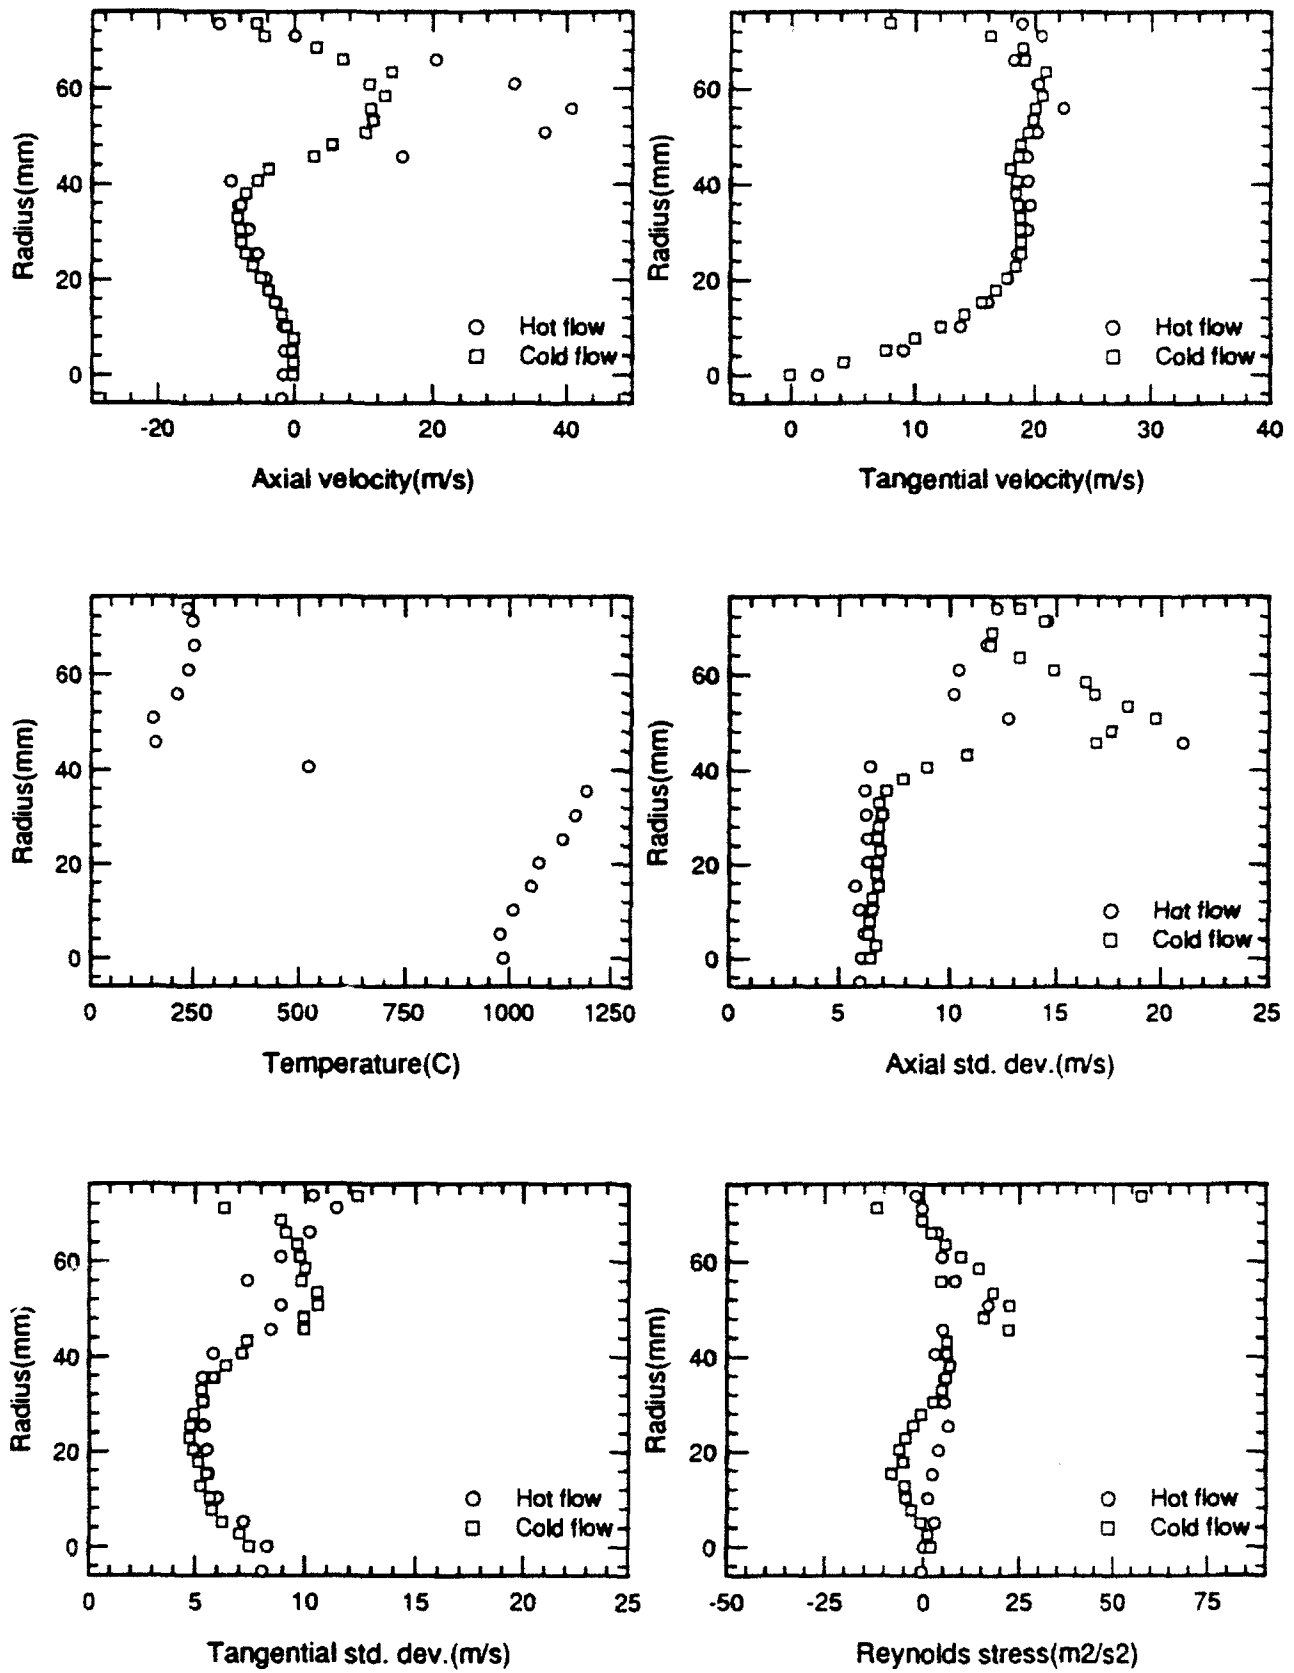 60
40
20
0
Radius(mm)
Hot flow
Cold flow
-20 0 20 40
Axial velocity(m/s)
60
40
20
0
Radius(mm)
Hot flow
Cold flow
0 10 20 30 40
Tangential velocity(m/s)
60
40
20
0
Radius(mm)
0 250 500 750 1000 1250
Temperature(C)
60
40
20
0
Radius(mm)
Hot flow
Cold flow
0 5 10 15 20 25
Axial std. dev.(m/s)
60
40
20
0
Radius(mm)
Hot flow
Cold flow
0 5 10 15 20 25
Tangential std. dev.(m/s)
60
40
20
0
Radius(mm)
Hot flow
Cold flow
-50 -25 0 25 50 75
Reynolds stress(m2/s2)